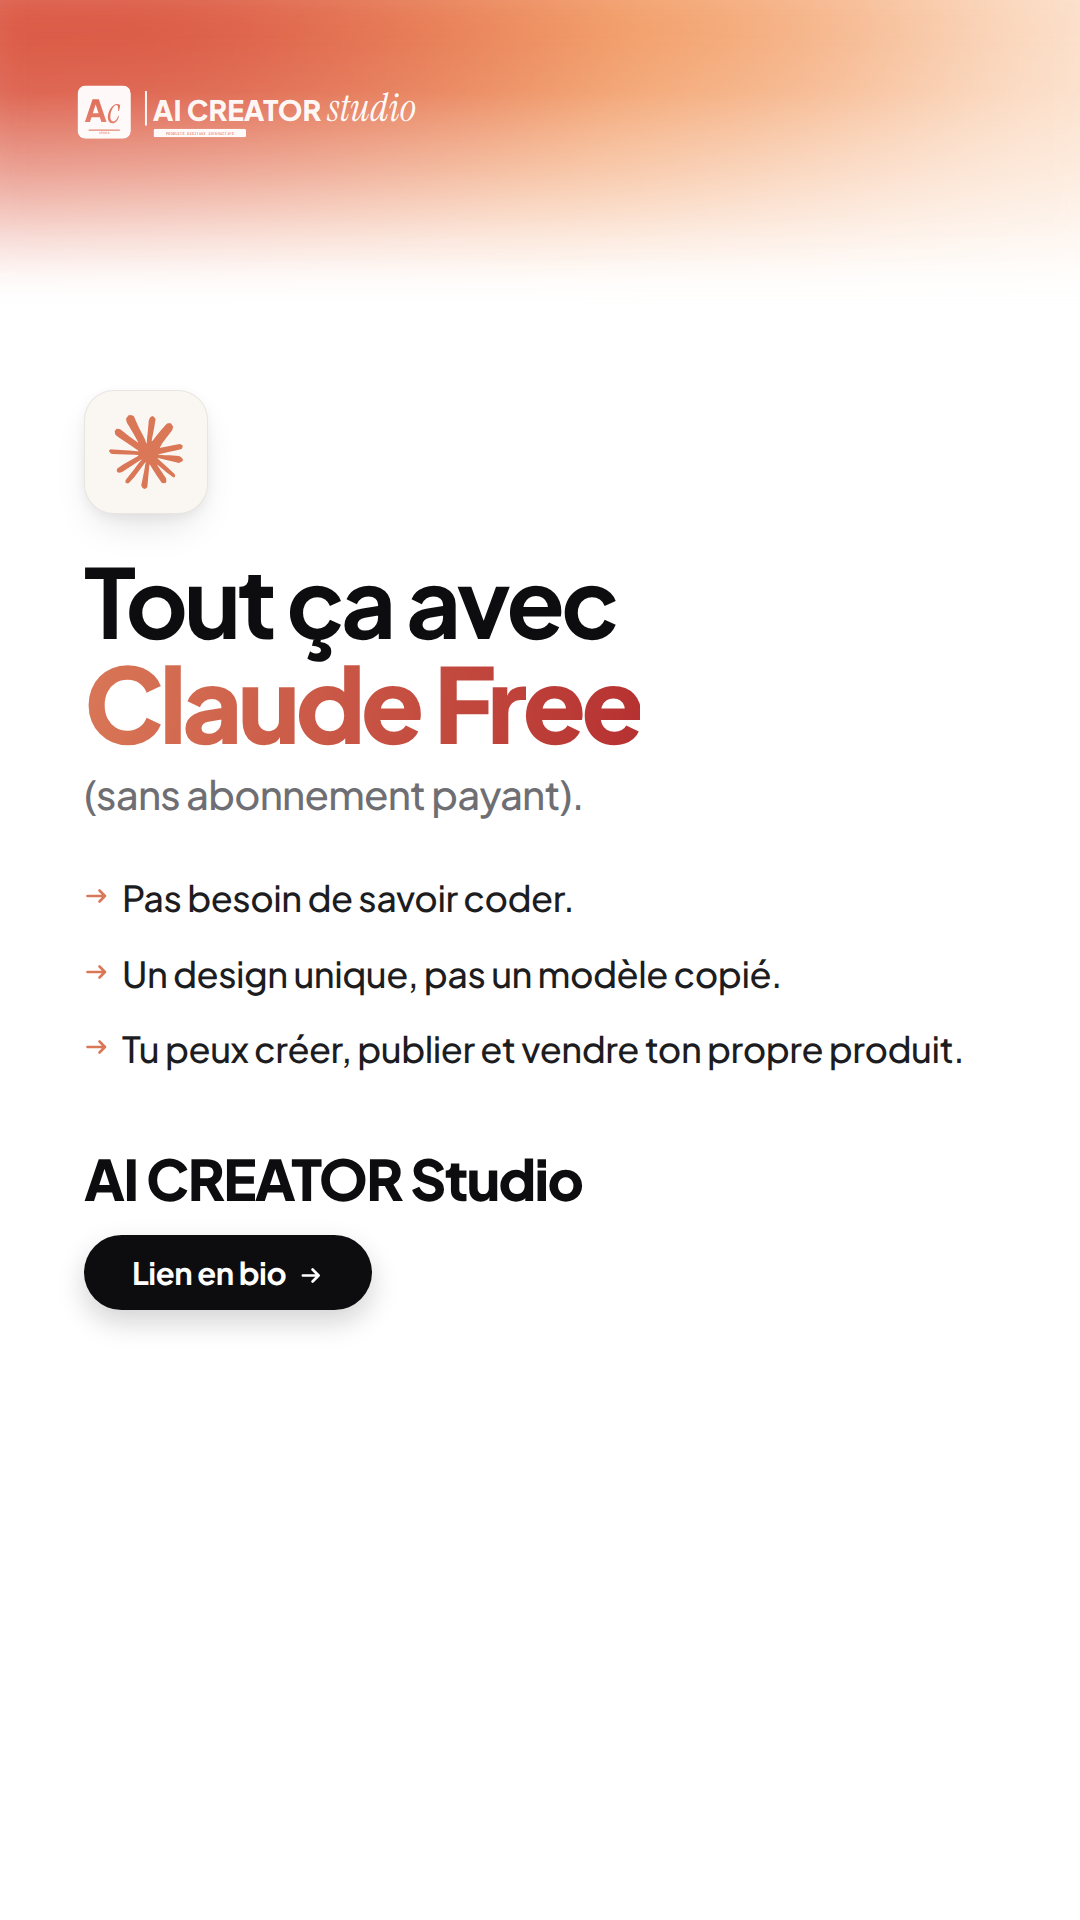 Ac
AI CREATOR studio
Tout ça avec
Claude Free
(sans abonnement payant).
→ Pas besoin de savoir coder.
→ Un design unique, pas un modèle copié.
→ Tu peux créer, publier et vendre ton propre produit.
AI CREATOR Studio
Lien en bio →